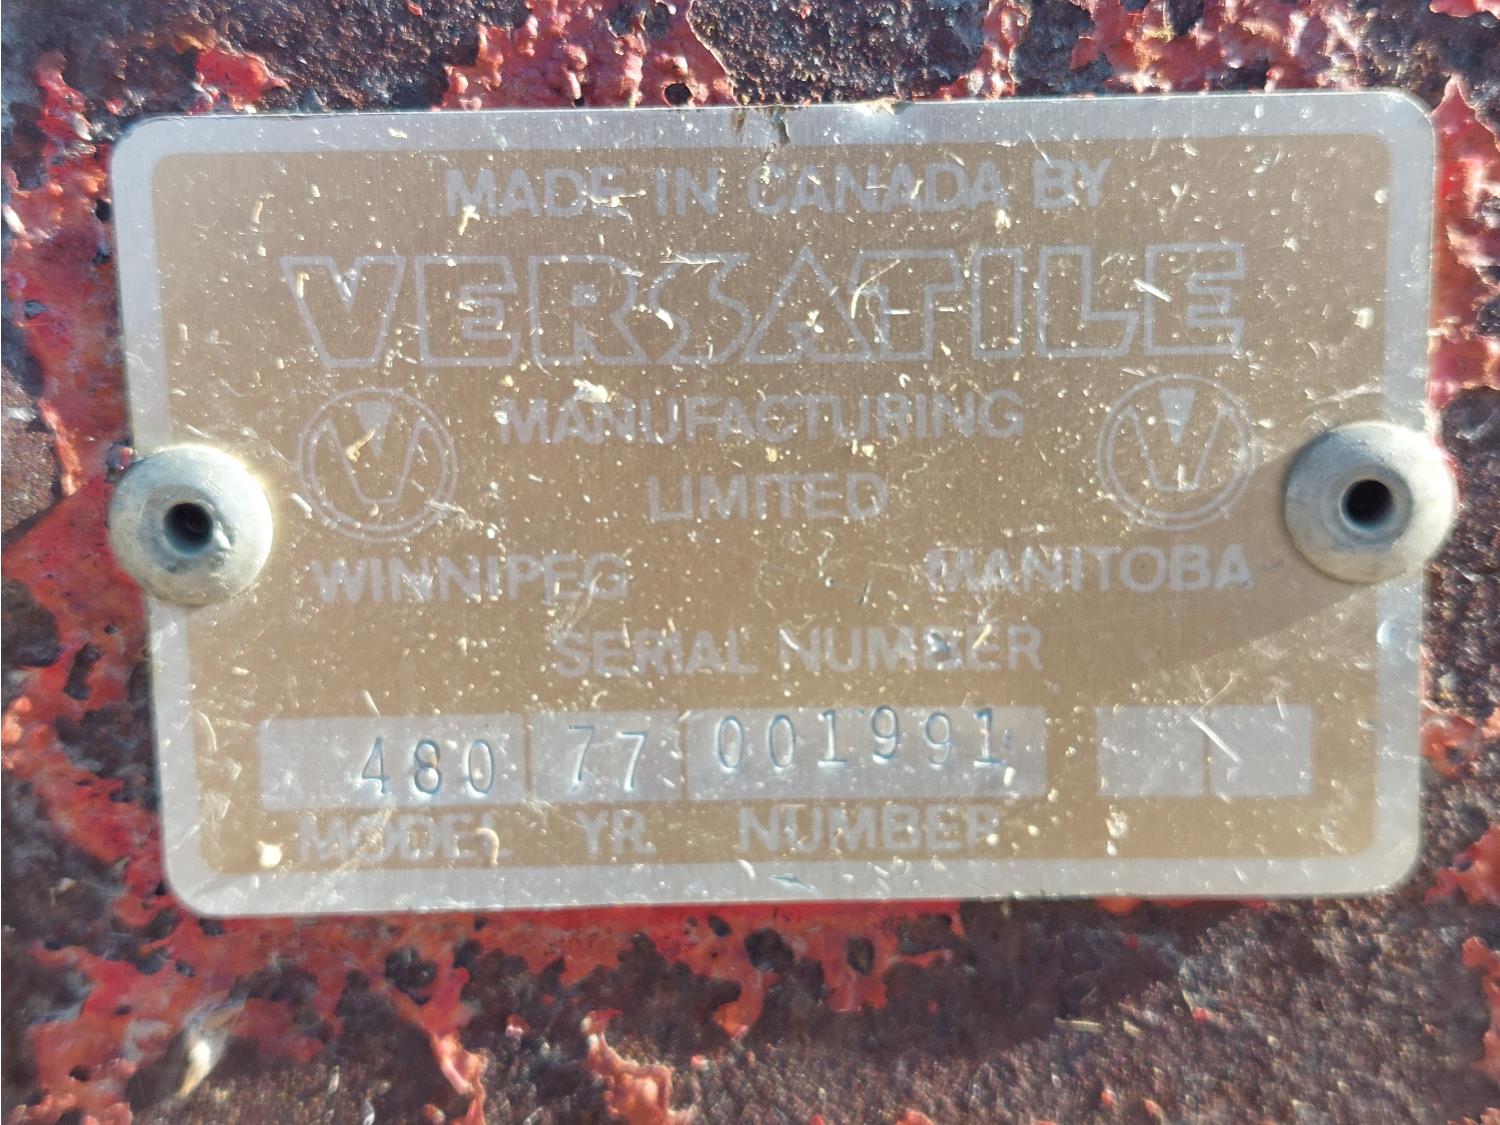 MADE IN CANADA BY
VERSATILE
MANUFACTURING
LIMITED
WINNIPEG MANITOBA
SERIAL NUMBER
480 77 001991
MODEL YR. NUMBER